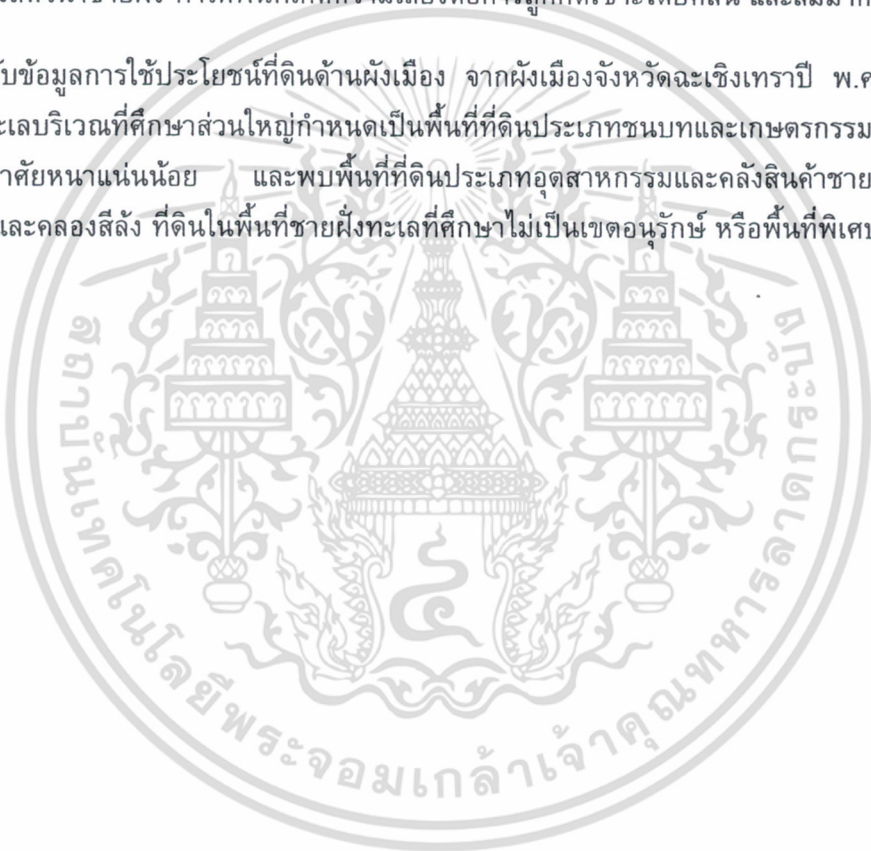 ับข้อมูลการใช้ประโยชน์ที่ดินด้านผังเมือง จากผังเมืองจังหวัดฉะเชิงเทราปี พ.ศ
ะเลบริเวณที่ศึกษาส่วนใหญ่กำหนดเป็นพื้นที่ที่ดินประเภทชนบทและเกษตรกรรม
าศัยหนาแน่นน้อย และพบพื้นที่ที่ดินประเภทอุตสาหกรรมและคลังสินค้าชาย
และคลองสีล้ง ที่ดินในพื้นที่ชายฝั่งทะเลที่ศึกษาไม่เป็นเขตอนุรักษ์ หรือพื้นที่พิเศษ
สถาบันเทคโนโลยีพระจอมเกล้าเจ้าคุณทหารลาดกระบัง